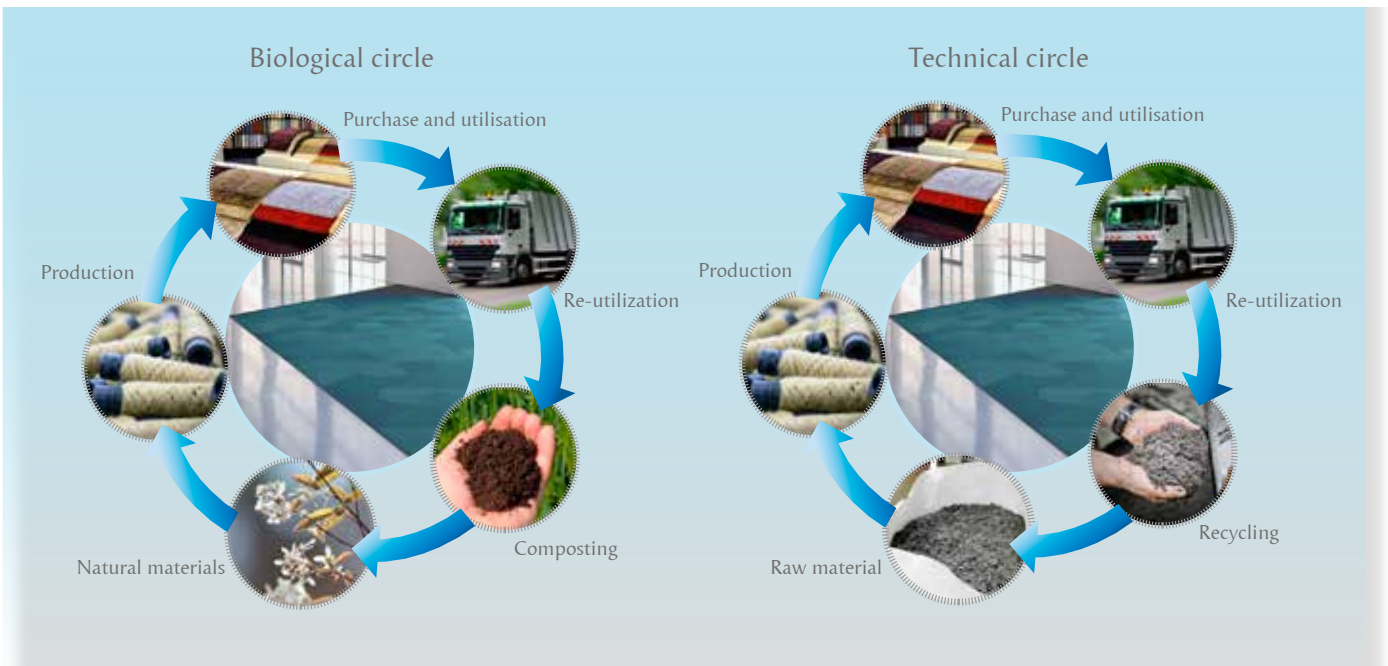 Biological circle
Purchase and utilisation
Production
Re-utilization
Composting
Natural materials
Technical circle
Purchase and utilisation
Production
Re-utilization
Recycling
Raw material